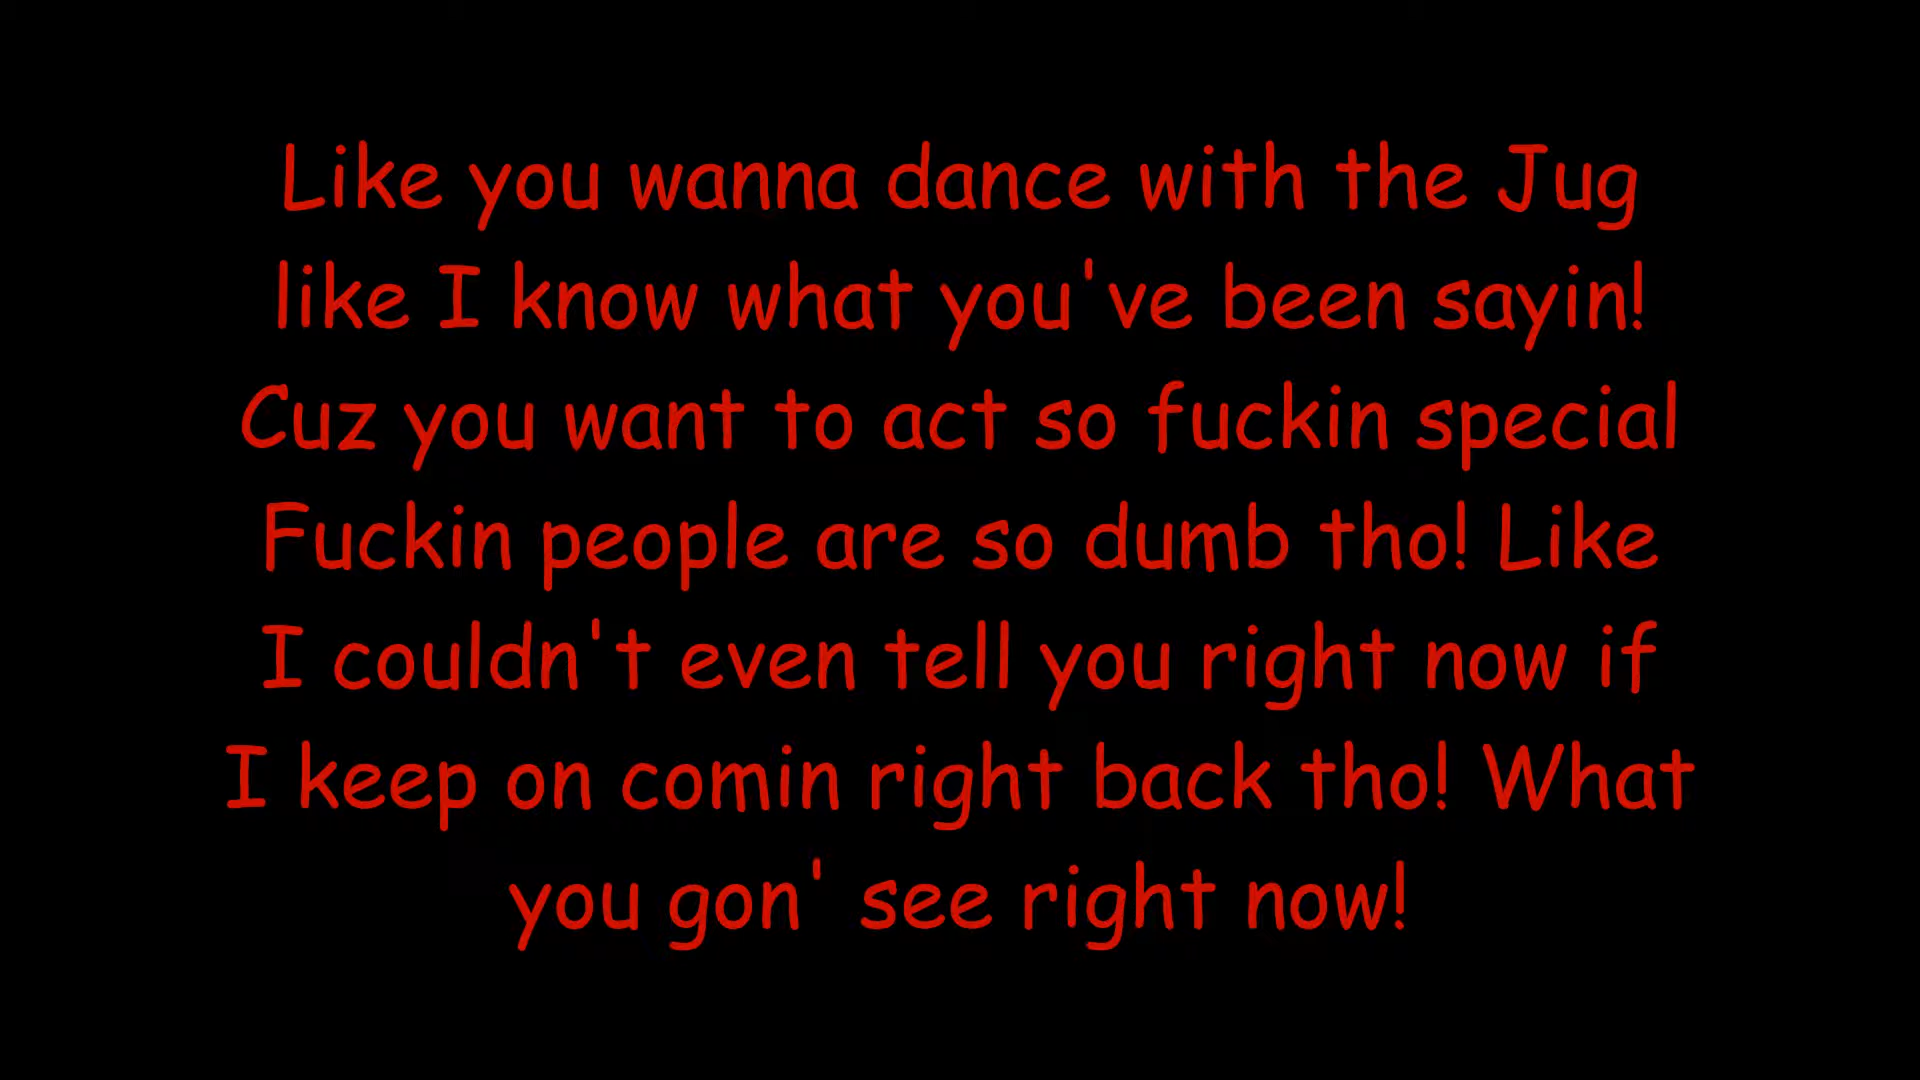 Like you wanna dance with the Jug
like I know what you've been sayin!
Cuz you want to act so fuckin special
Fuckin people are so dumb tho! Like
I couldn't even tell you right now if
I keep on comin right back tho! What
you gon' see right now!